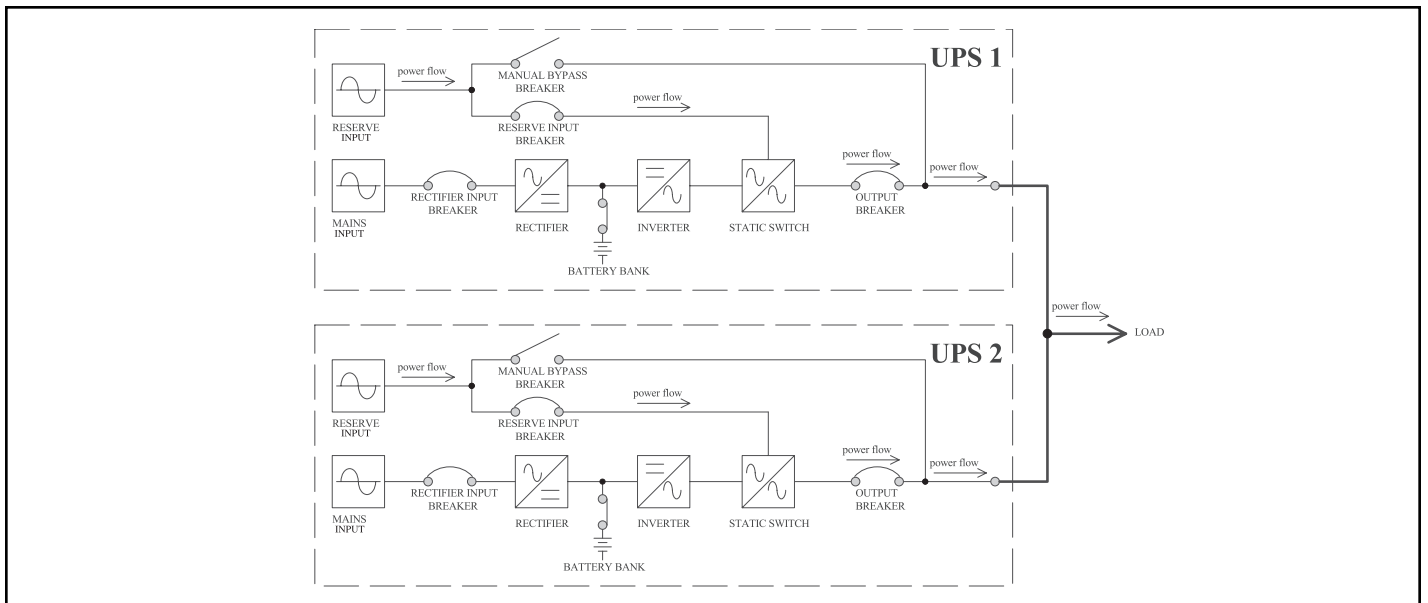 UPS 1
power flow
MANUAL BYPASS
BREAKER
power flow
RESERVE
INPUT
RESERVE INPUT
BREAKER
power flow
power flow
MAINS
INPUT
RECTIFIER INPUT
BREAKER
RECTIFIER
INVERTER
STATIC SWITCH
OUTPUT
BREAKER
BATTERY BANK
power flow
LOAD
UPS 2
power flow
MANUAL BYPASS
BREAKER
power flow
RESERVE
INPUT
RESERVE INPUT
BREAKER
power flow
power flow
MAINS
INPUT
RECTIFIER INPUT
BREAKER
RECTIFIER
INVERTER
STATIC SWITCH
OUTPUT
BREAKER
BATTERY BANK